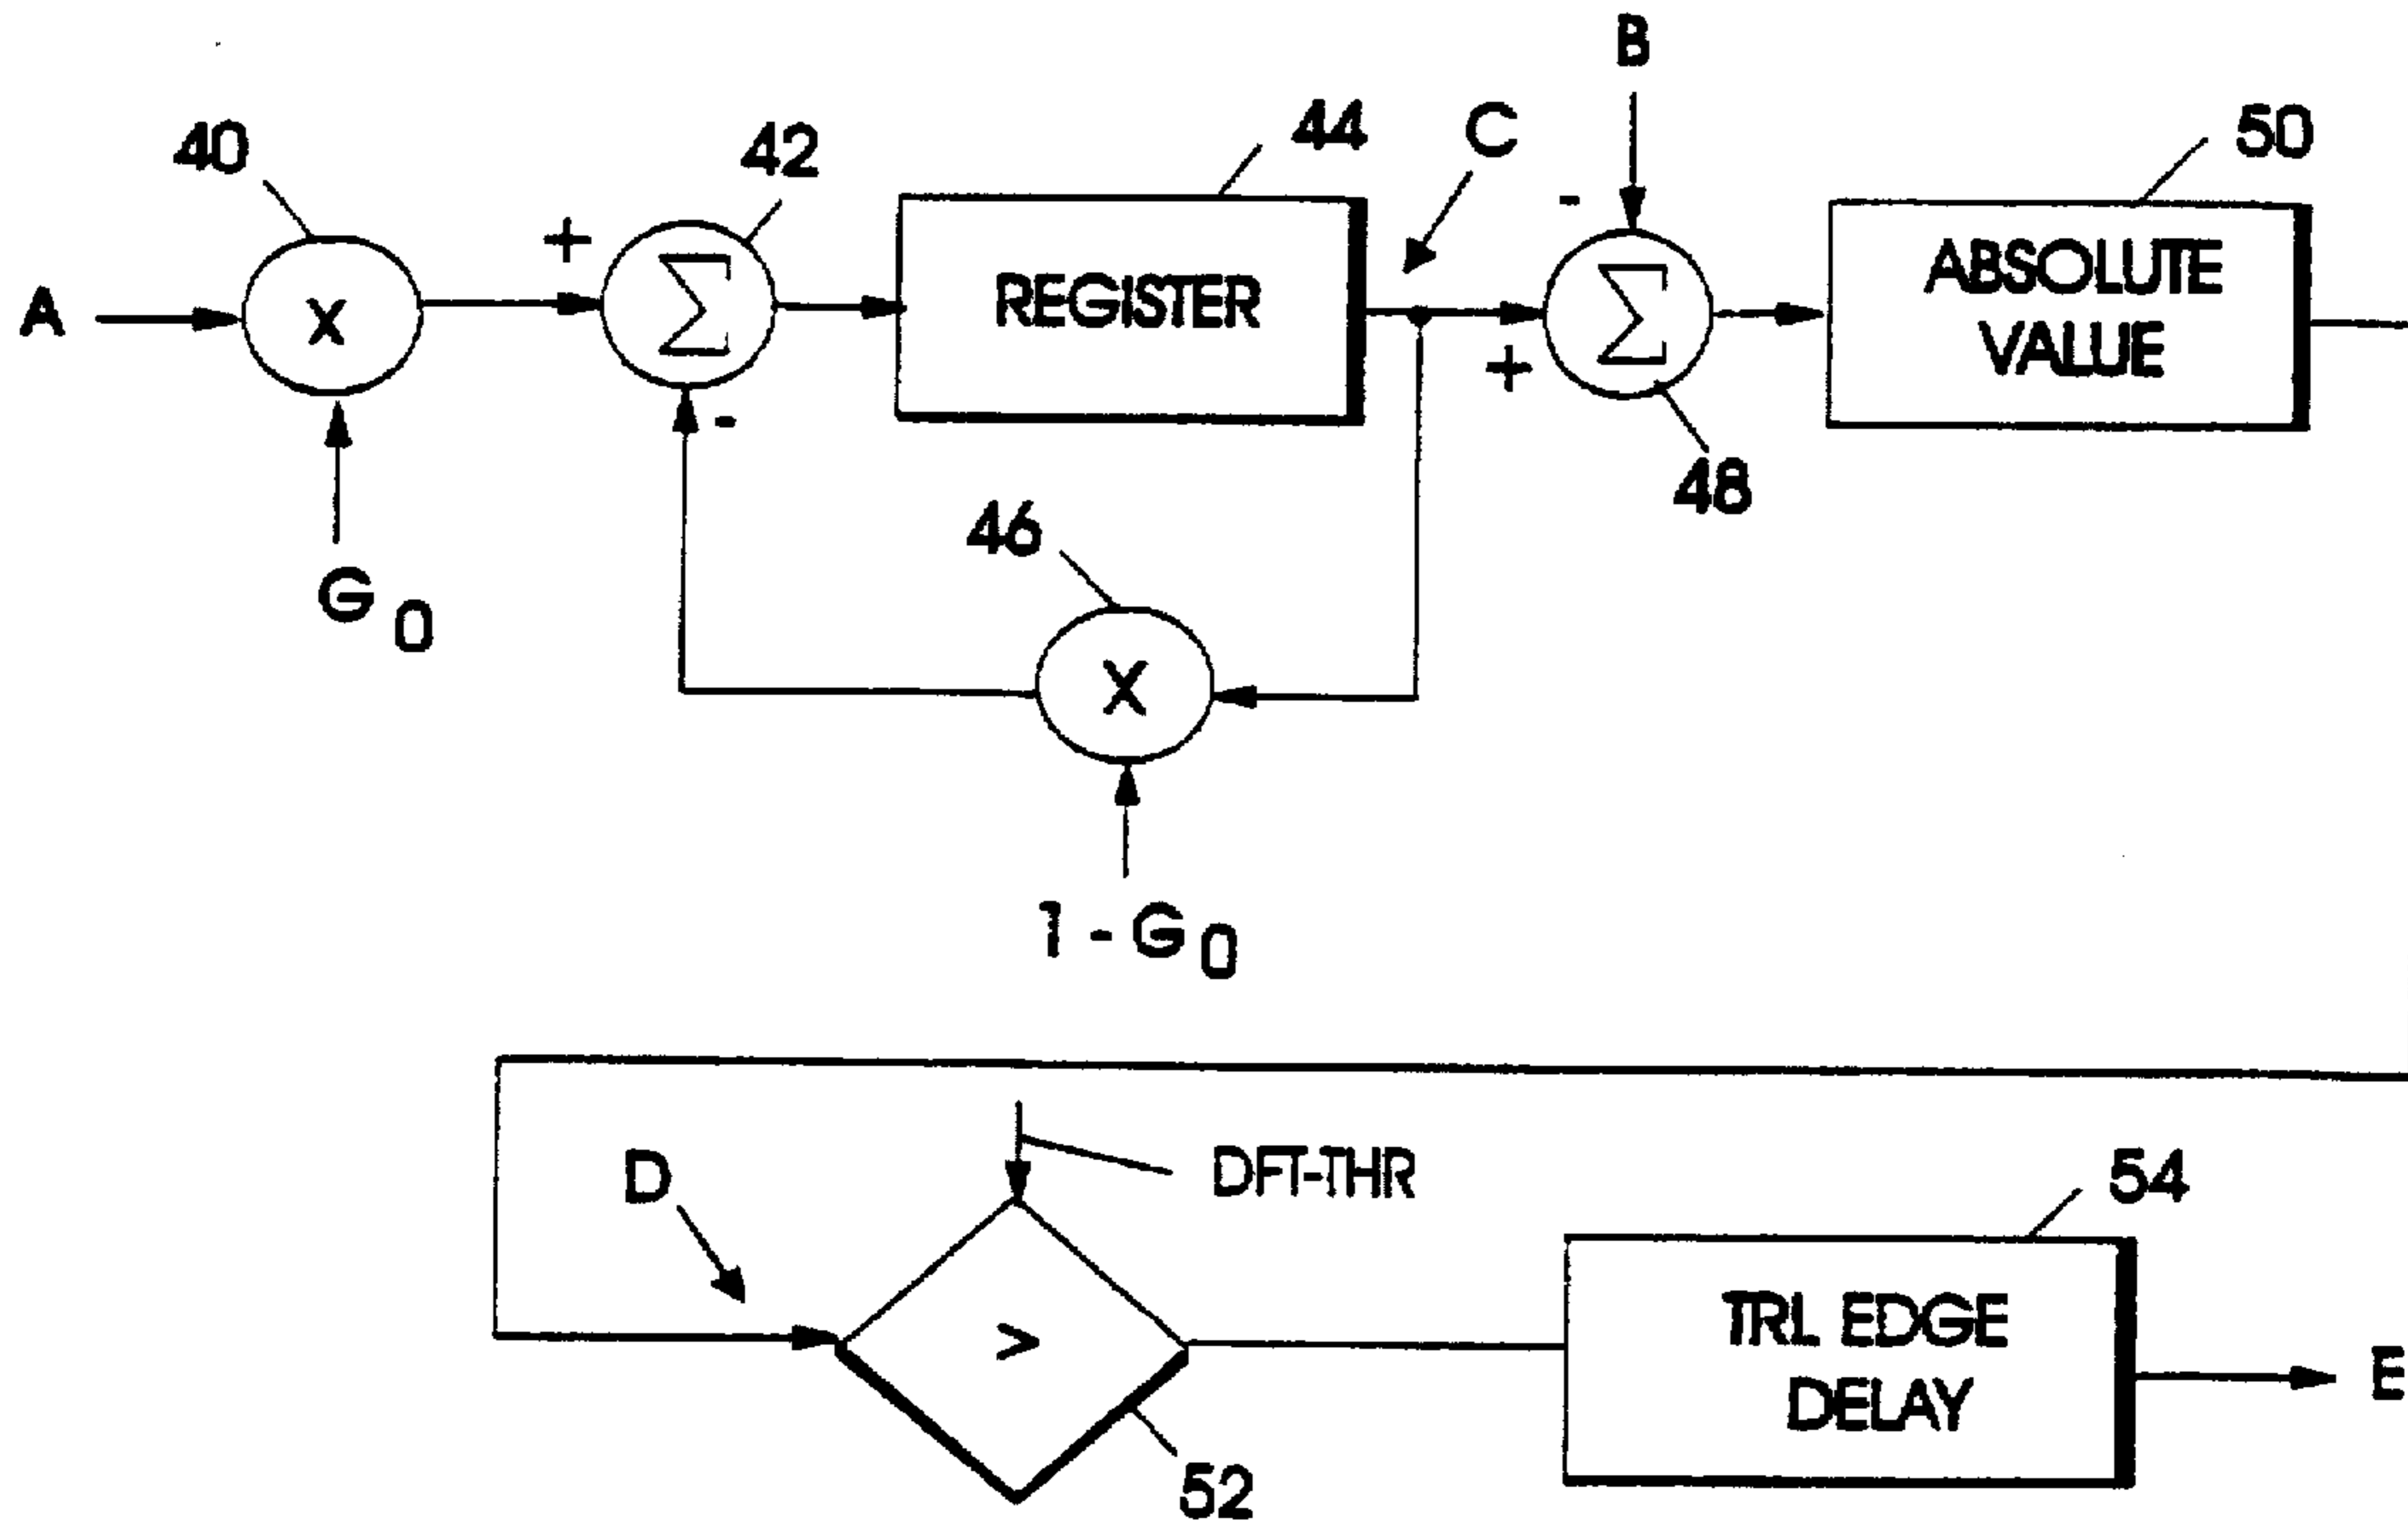 B
40
42
44
C
50
+
-
A
X
Σ
REGISTER
Σ
ABSOLUTE
VALUE
+
-
48
46
G0
X
1 - G0
D
DFT-THR
54
>
TRL EDGE
DELAY
E
52